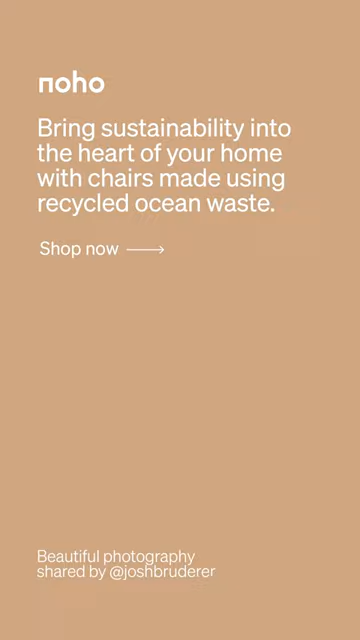 noho
Bring sustainability into
the heart of your home
with chairs made using
recycled ocean waste.
Shop now
Beautiful photography
shared by @joshbruderer